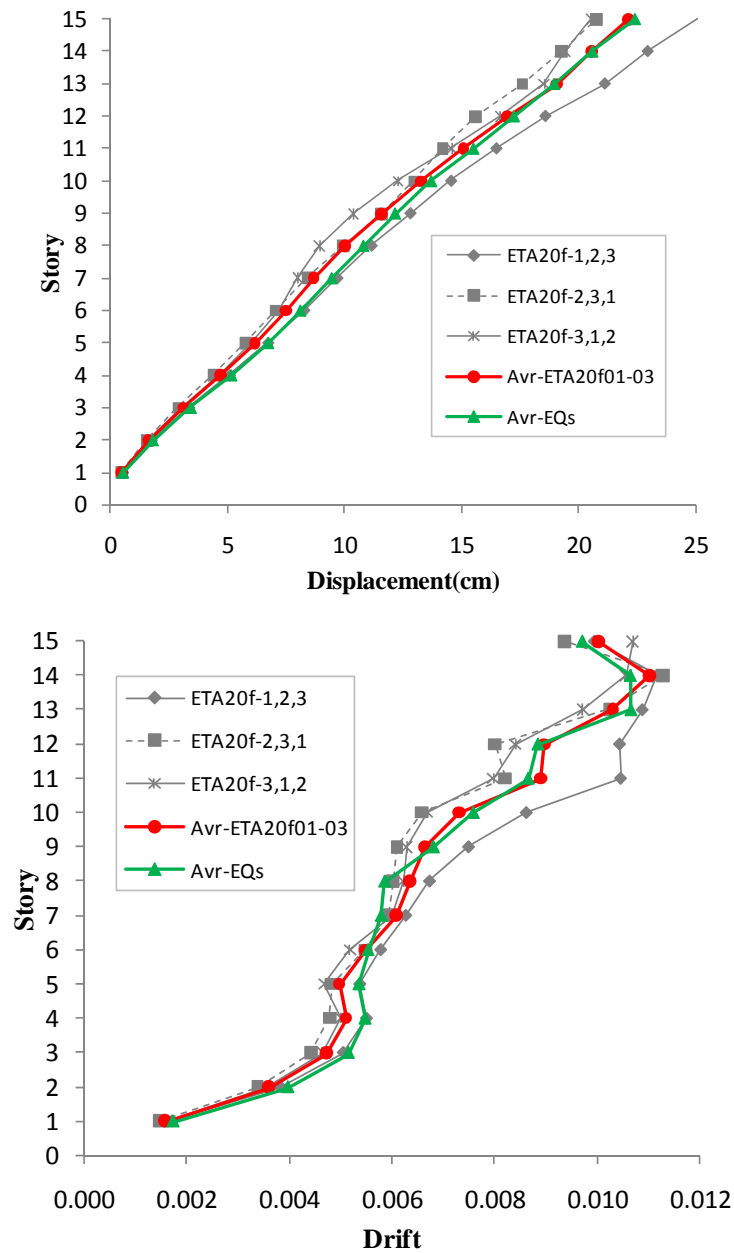 15
14
13
12
11
10
9
8
7
6
5
4
3
2
1
0
Story
ETA20f-1,2,3
ETA20f-2,3,1
ETA20f-3,1,2
Avr-ETA20f01-03
Avr-EQs
0 5 10 15 20 25
Displacement(cm)
15
14
13
12
11
10
9
8
7
6
5
4
3
2
1
0
Story
ETA20f-1,2,3
ETA20f-2,3,1
ETA20f-3,1,2
Avr-ETA20f01-03
Avr-EQs
0.000 0.002 0.004 0.006 0.008 0.010 0.012
Drift